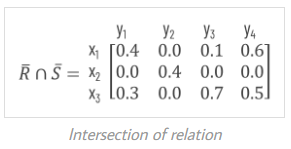 y₁ y₂ y₃ y₄
x₁ [0.4 0.0 0.1 0.6]
R̄ ∩ S̄ = x₂ [0.0 0.4 0.0 0.0]
x₃ [0.3 0.0 0.7 0.5]
Intersection of relation